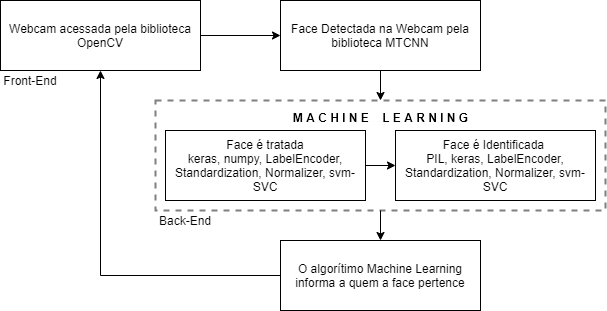 Webcam acessada pela biblioteca
OpenCV
Front-End
Face Detectada na Webcam pela
biblioteca MTCNN
MACHINE LEARNING
Face é tratada
keras, numpy, LabelEncoder,
Standardization, Normalizer, svm-
SVC
Face é Identificada
PIL, keras, LabelEncoder,
Standardization, Normalizer, svm-
SVC
Back-End
O algorítimo Machine Learning
informa a quem a face pertence